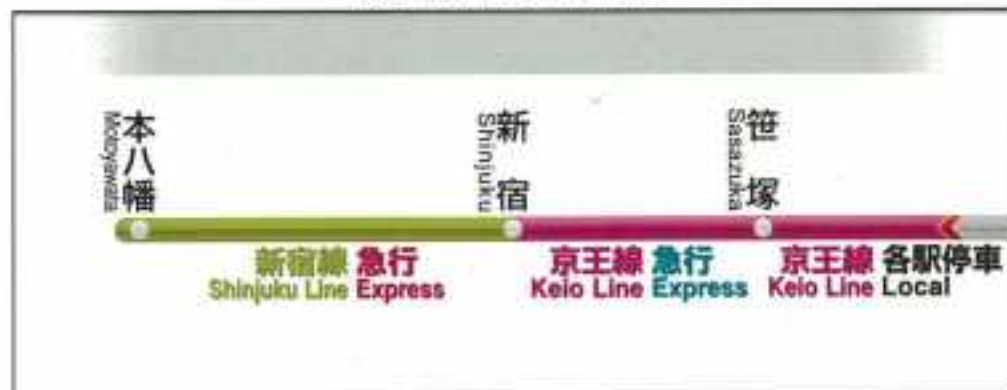 本八幡
Motoyawata
新宿
Shinjuku
笹塚
Sasazuka
新宿線 急行
Shinjuku Line Express
京王線 急行
Keio Line Express
京王線 各駅停車
Keio Line Local